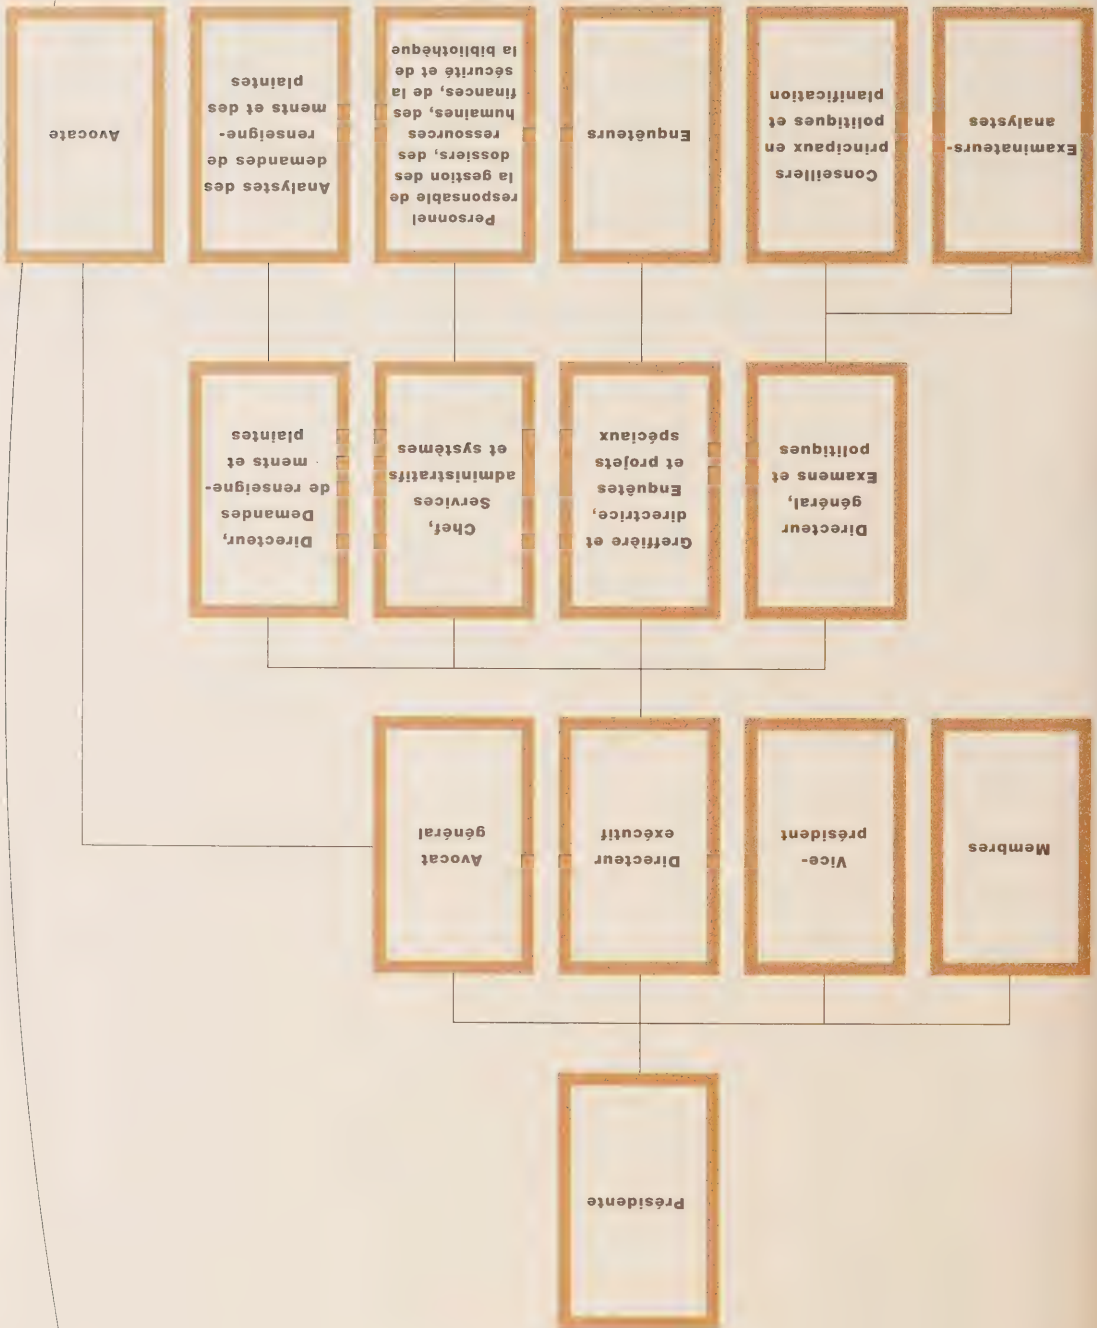 Présidente
Membres
Vice-
président
Directeur
exécutif
Avocat
général
Directeur
général,
Examens et
politiques
Greffière et
directrice,
Enquêtes
et projets
spéciaux
Chef,
Services
administratifs
et systèmes
Directeur,
Demandes
de renseigne-
ments et
plaintes
Examinateurs-
analystes
Conseillers
principaux en
politiques et
planification
Enquêteurs
Personnel
responsable de
la gestion des
dossiers, des
ressources
humaines, des
finances, de la
sécurité et de
la bibliothèque
Analystes des
demandes de
renseigne-
ments et des
plaintes
Avocate